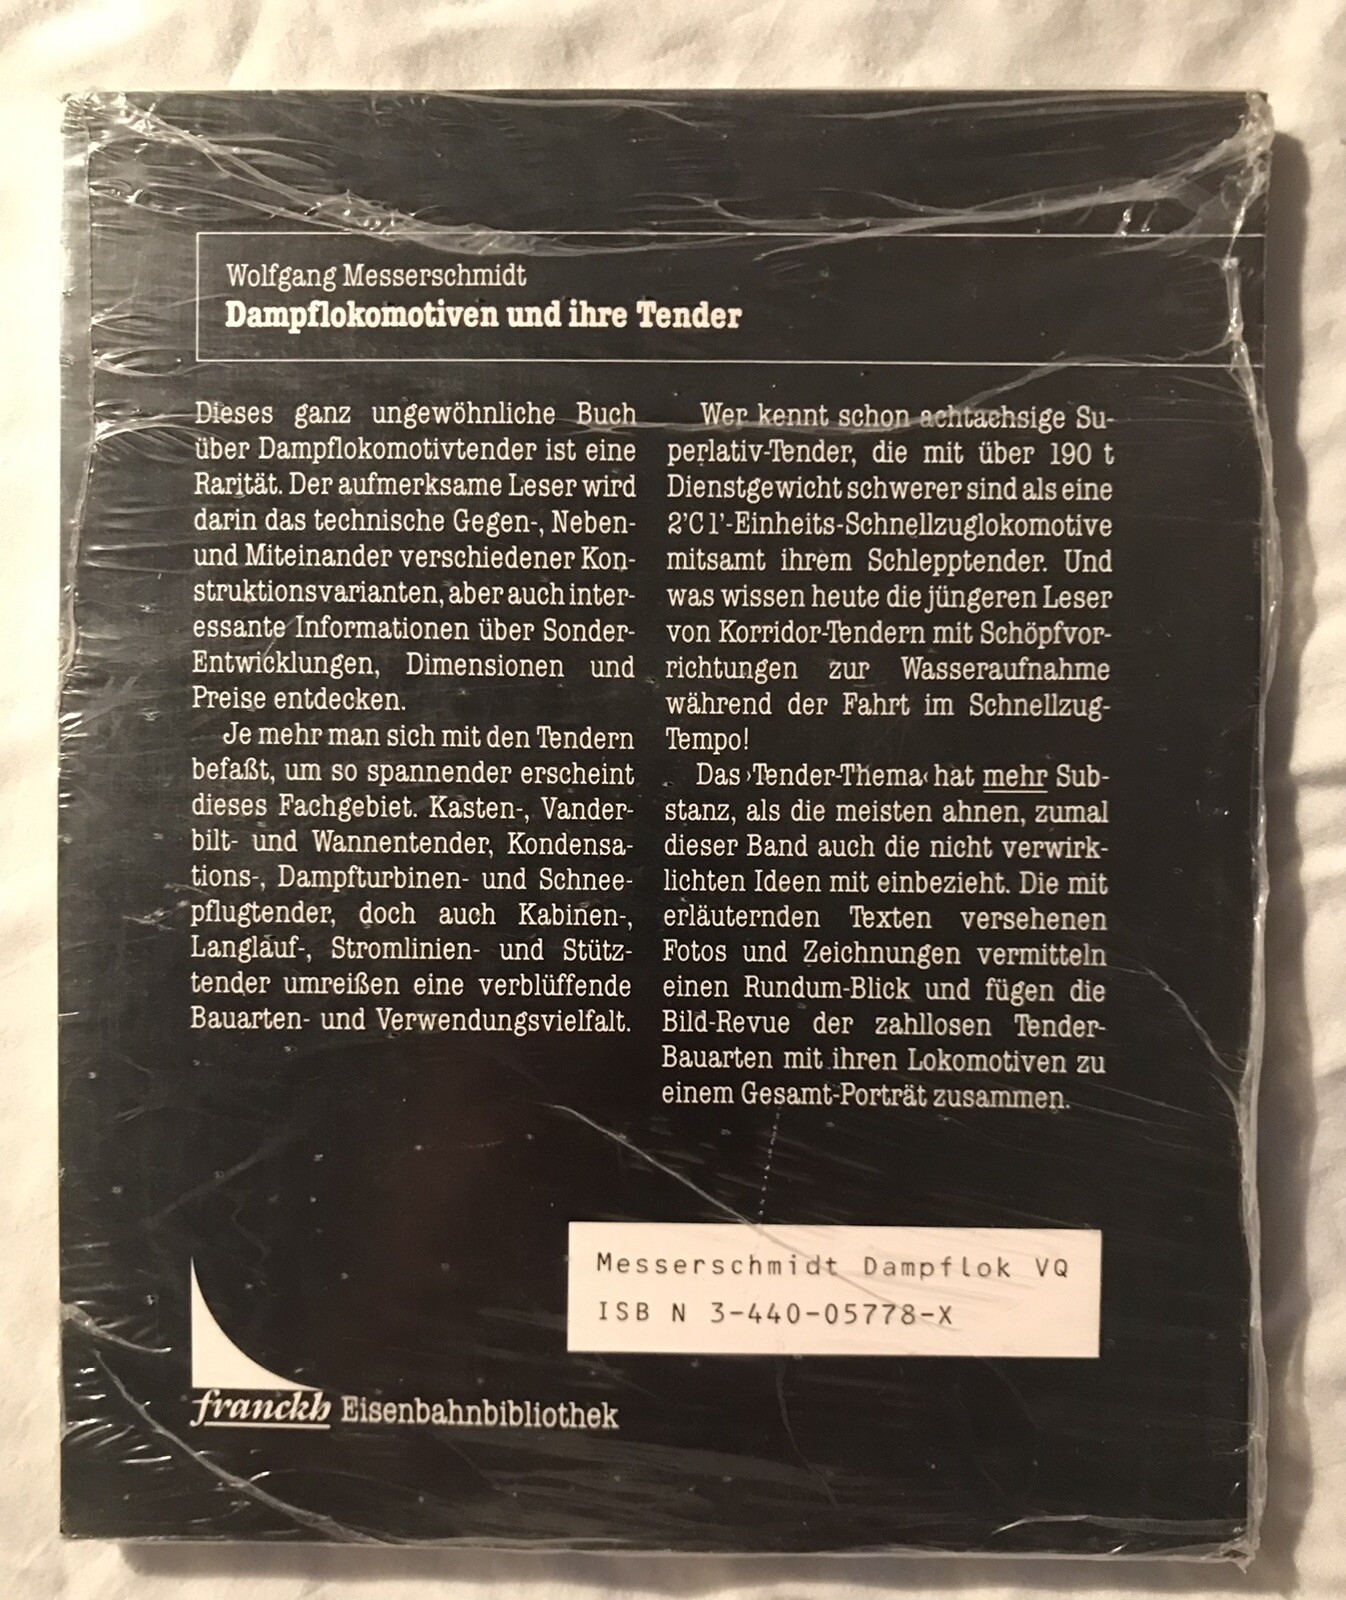 Wolfgang Messerschmidt
Dampflokomotiven und ihre Tender
Dieses ganz ungewöhnliche Buch
über Dampflokomotivtender ist eine
Rarität. Der aufmerksame Leser wird
darin das technische Gegen-, Neben-
und Miteinander verschiedener Kon-
struktionsvarianten, aber auch inter-
essante Informationen über Sonder-
Entwicklungen, Dimensionen und
Preise entdecken.
Je mehr man sich mit den Tendern
befaßt, um so spannender erscheint
dieses Fachgebiet. Kasten-, Vander-
bilt- und Wannentender, Kondensa-
tions-, Dampfturbinen- und Schnee-
pflugtender, doch auch Kabinen-,
Langlauf-, Stromlinien- und Stütz-
tender umreißen eine verblüffende
Bauarten- und Verwendungsvielfalt.
Wer kennt schon achtachsige Su-
perlativ-Tender, die mit über 190 t
Dienstgewicht schwerer sind als eine
2'C 1'-Einheits-Schnellzuglokomotive
mitsamt ihrem Schlepptender. Und
was wissen heute die jüngeren Leser
von Korridor-Tendern mit Schöpfvor-
richtungen zur Wasseraufnahme
während der Fahrt im Schnellzug-
Tempo!
Das ›Tender-Thema‹ hat mehr Sub-
stanz, als die meisten ahnen, zumal
dieser Band auch die nicht verwirk-
lichten Ideen mit einbezieht. Die mit
erläuternden Texten versehenen
Fotos und Zeichnungen vermitteln
einen Rundum-Blick und fügen die
Bild-Revue der zahllosen Tender-
Bauarten mit ihren Lokomotiven zu
einem Gesamt-Porträt zusammen.
Messerschmidt Dampflok VQ
ISB N 3-440-05778-X
franckh Eisenbahnbibliothek